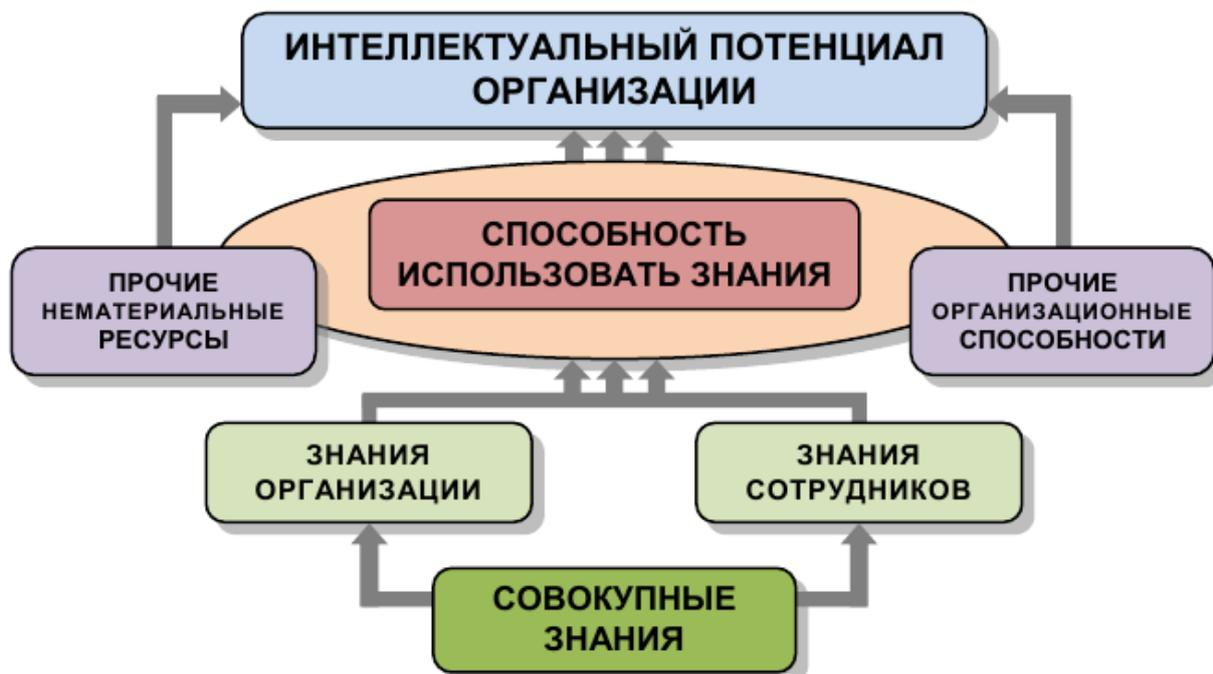 ИНТЕЛЛЕКТУАЛЬНЫЙ ПОТЕНЦИАЛ
ОРГАНИЗАЦИИ
СПОСОБНОСТЬ
ИСПОЛЬЗОВАТЬ ЗНАНИЯ
ПРОЧИЕ
НЕМАТЕРИАЛЬНЫЕ
РЕСУРСЫ
ПРОЧИЕ
ОРГАНИЗАЦИОННЫЕ
СПОСОБНОСТИ
ЗНАНИЯ
ОРГАНИЗАЦИИ
ЗНАНИЯ
СОТРУДНИКОВ
СОВОКУПНЫЕ
ЗНАНИЯ